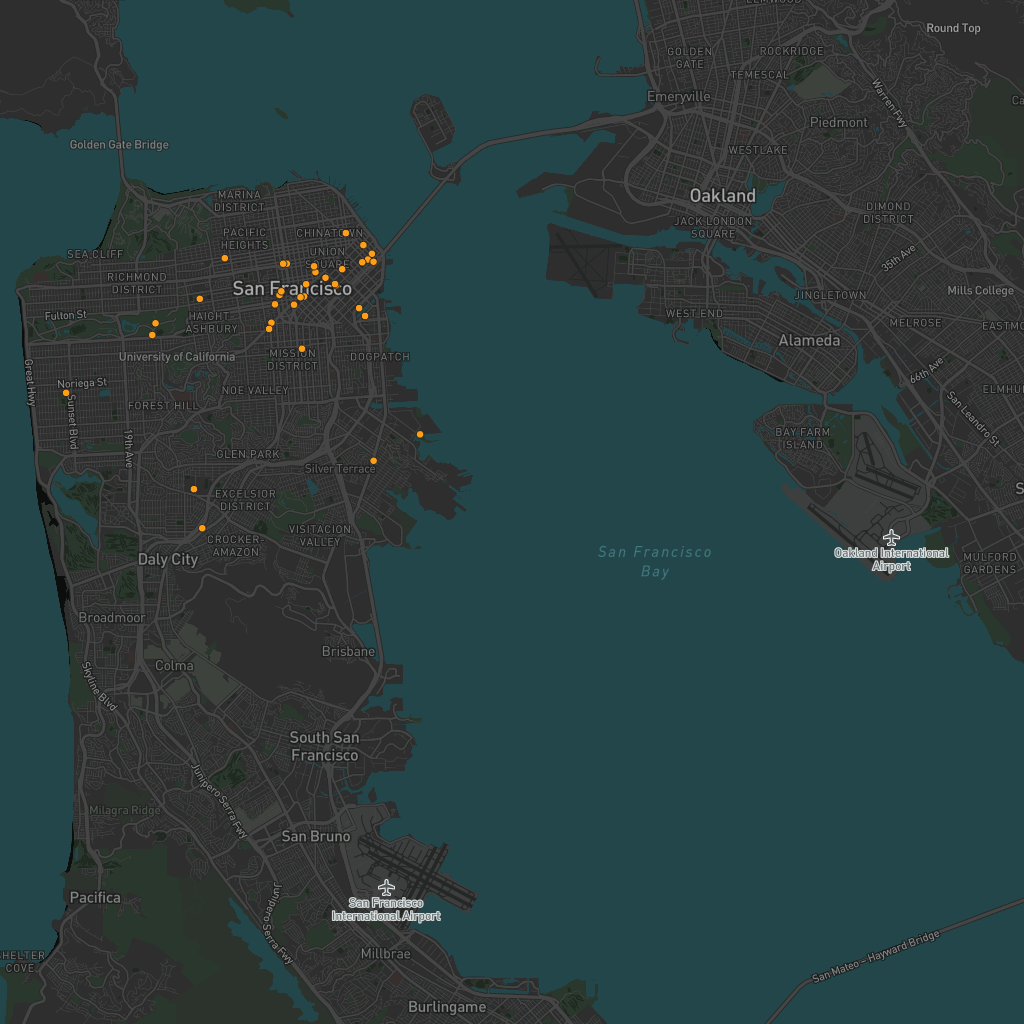 ELMWOOD
Round Top
GOLDEN
GATE
ROCKRIDGE
TEMESCAL
Warren Fwy
Emeryville
Piedmont
Golden Gate Bridge
WESTLAKE
MARINA
DISTRICT
Oakland
DIMOND
DISTRICT
JACK LONDON
SQUARE
PACIFIC
HEIGHTS
CHINATOWN
UNION
SQUARE
SEA CLIFF
35th Ave
RICHMOND
DISTRICT
San Francisco
JINGLETOWN
Mills College
Fulton St
HAIGHT-
ASHBURY
WEST END
MELROSE
Alameda
University of California
MISSION
DISTRICT
DOGPATCH
66th Ave
Great Hwy
Noriega St
NOE VALLEY
Sunset Blvd
FOREST HILL
San Leandro St
19th Ave
BAY FARM
ISLAND
GLEN PARK
Silver Terrace
EXCELSIOR
DISTRICT
VISITACION
VALLEY
CROCKER-
AMAZON
Daly City
San Francisco
Bay
Oakland International
Airport
MULFORD
GARDENS
Broadmoor
Brisbane
Colma
Skyline Blvd
South San
Francisco
Junipero Serra Fwy
Milagra Ridge
San Bruno
Pacifica
Junipero Serra Fwy
San Francisco
International Airport
San Mateo - Hayward Bridge
Millbrae
COVE
Burlingame